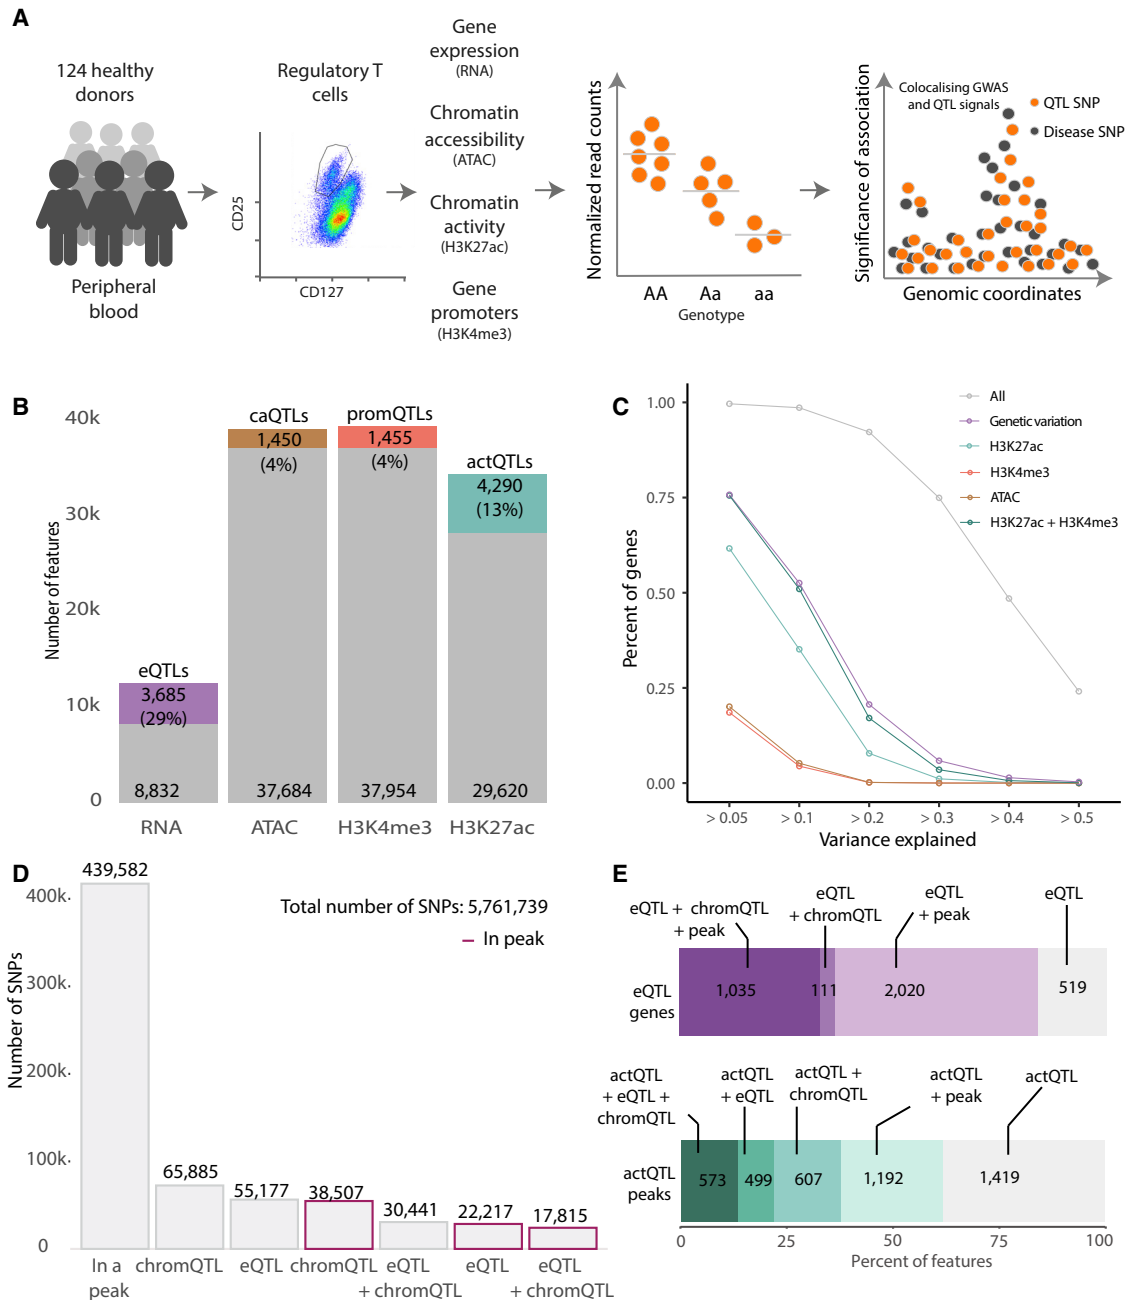 A
124 healthy
donors
Peripheral
blood
Regulatory T
cells
CD25
CD127
Gene
expression
(RNA)
Chromatin
accessibility
(ATAC)
Chromatin
activity
(H3K27ac)
Gene
promoters
(H3K4me3)
Normalized read counts
AA Aa aa
Genotype
Significance of association
Colocalising GWAS
and QTL signals
QTL SNP
Disease SNP
Genomic coordinates
B
Number of features
40k
30k
20k
10k
0
eQTLs
3,685
(29%)
8,832
RNA
caQTLs
1,450
(4%)
37,684
ATAC
promQTLs
1,455
(4%)
37,954
H3K4me3
actQTLs
4,290
(13%)
29,620
H3K27ac
C
Percent of genes
1.00
0.75
0.50
0.25
0.00
> 0.05 > 0.1 > 0.2 > 0.3 > 0.4 > 0.5
Variance explained
All
Genetic variation
H3K27ac
H3K4me3
ATAC
H3K27ac + H3K4me3
D
Number of SNPs
400k.
300k.
200k.
100k.
0
Total number of SNPs: 5,761,739
In peak
439,582
65,885
55,177
38,507
30,441
22,217
17,815
In a
peak
chromQTL
eQTL
chromQTL
eQTL
+ chromQTL
eQTL
eQTL
+ chromQTL
E
eQTL + chromQTL
+ peak
eQTL
+ chromQTL
eQTL
+ peak
eQTL
eQTL
genes
1,035
111
2,020
519
actQTL
+ eQTL +
chromQTL
actQTL
+ eQTL
actQTL +
chromQTL
actQTL
+ peak
actQTL
actQTL
peaks
573
499
607
1,192
1,419
0 25 50 75 100
Percent of features